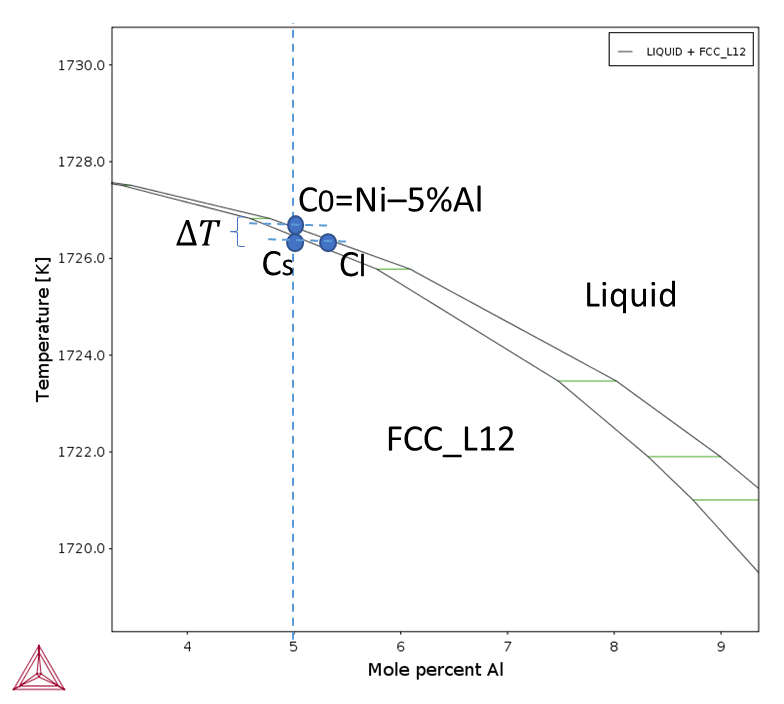 LIQUID + FCC_L12
1730.0
1728.0
1726.0
1724.0
1722.0
1720.0
Temperature [K]
C0=Ni–5%Al
ΔT
Cs
Cl
Liquid
FCC_L12
4 5 6 7 8 9
Mole percent Al